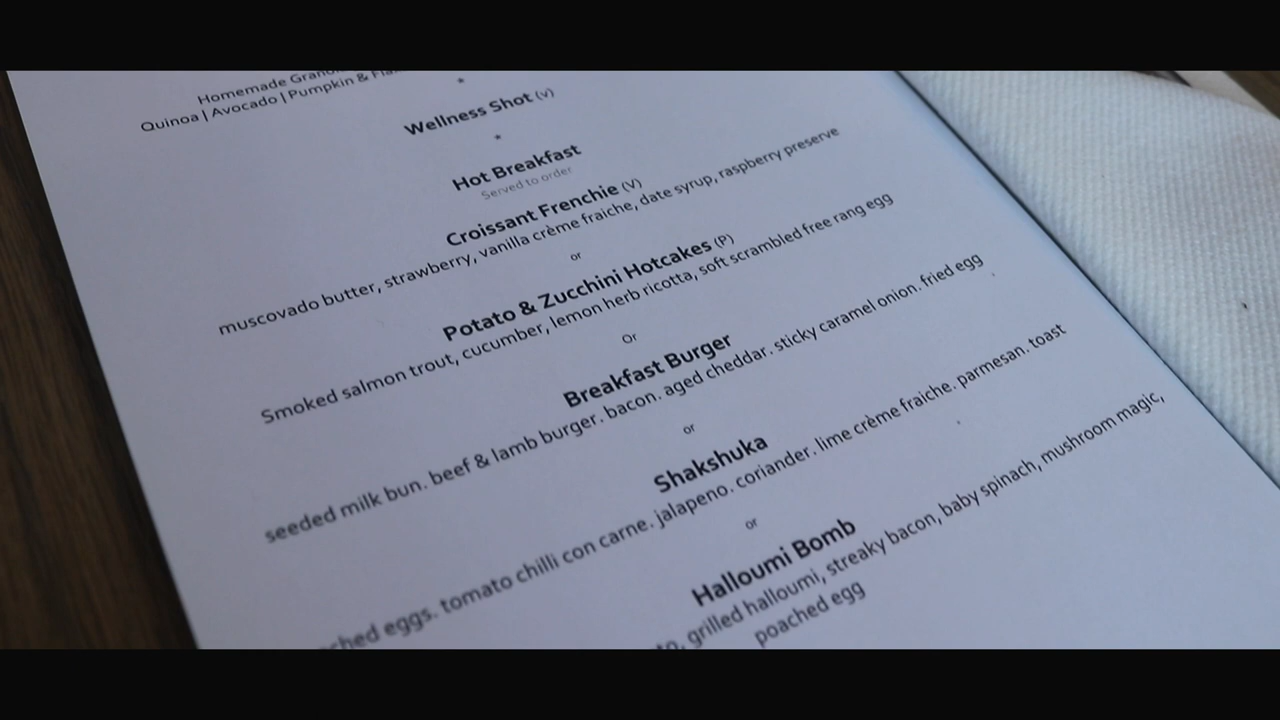 Homemade
Quinoa | Avocado | Pumpkin &
*
Wellness Shot (v)
*
Hot Breakfast
Served to order
Croissant Frenchie (V)
muscovado butter, strawberry, vanilla crème fraiche, date syrup, raspberry preserve
or
Potato & Zucchini Hotcakes (P)
Smoked salmon trout, cucumber, lemon herb ricotta, soft scrambled free rang egg
Or
Breakfast Burger
seeded milk bun. beef & lamb burger. bacon. aged cheddar. sticky caramel onion. fried egg
or
Shakshuka
eggs. tomato chilli con carne. jalapeno. coriander. lime crème fraiche. parmesan. toast
or
Halloumi Bomb
grilled halloumi, streaky bacon, baby spinach, mushroom magic,
poached egg